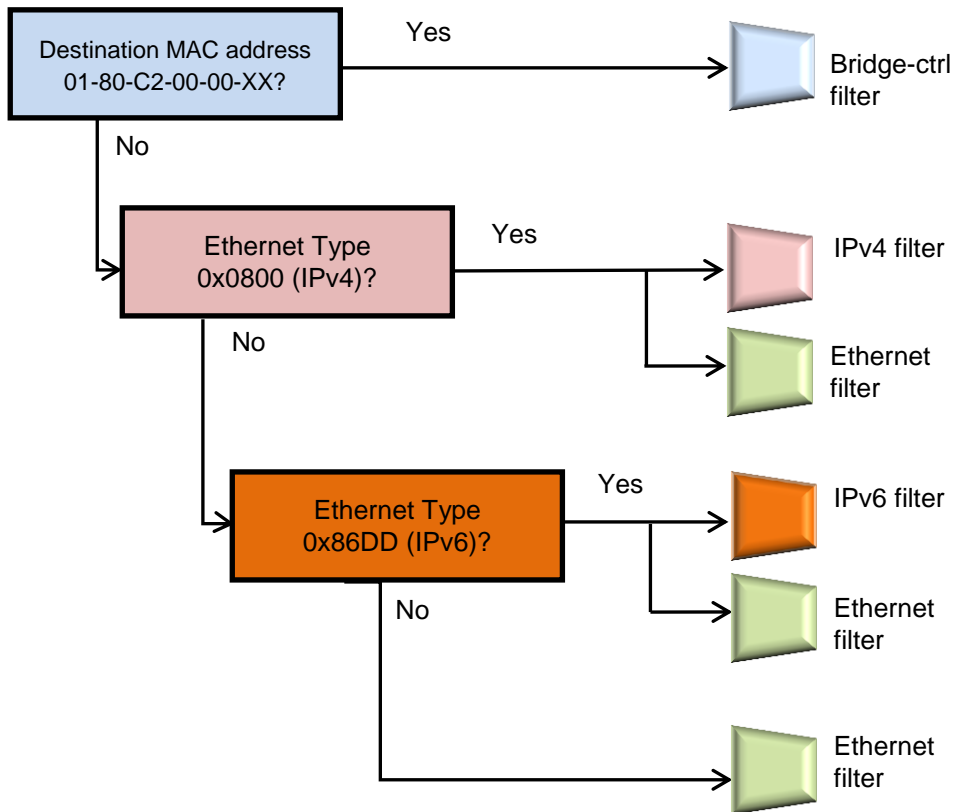 Destination MAC address
01-80-C2-00-00-XX?
Yes
Bridge-ctrl
filter
No
Ethernet Type
0x0800 (IPv4)?
Yes
IPv4 filter
No
Ethernet
filter
Ethernet Type
0x86DD (IPv6)?
Yes
IPv6 filter
No
Ethernet
filter
Ethernet
filter